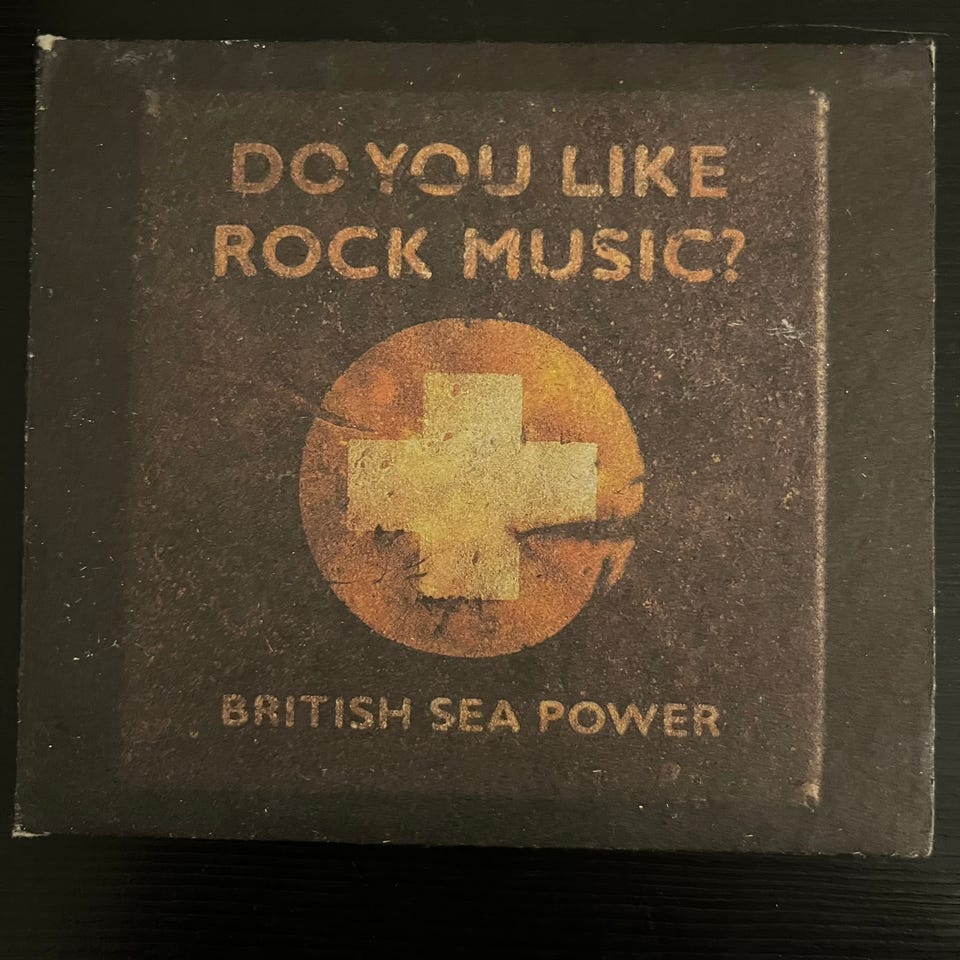 DO YOU LIKE
ROCK MUSIC?
BRITISH SEA POWER